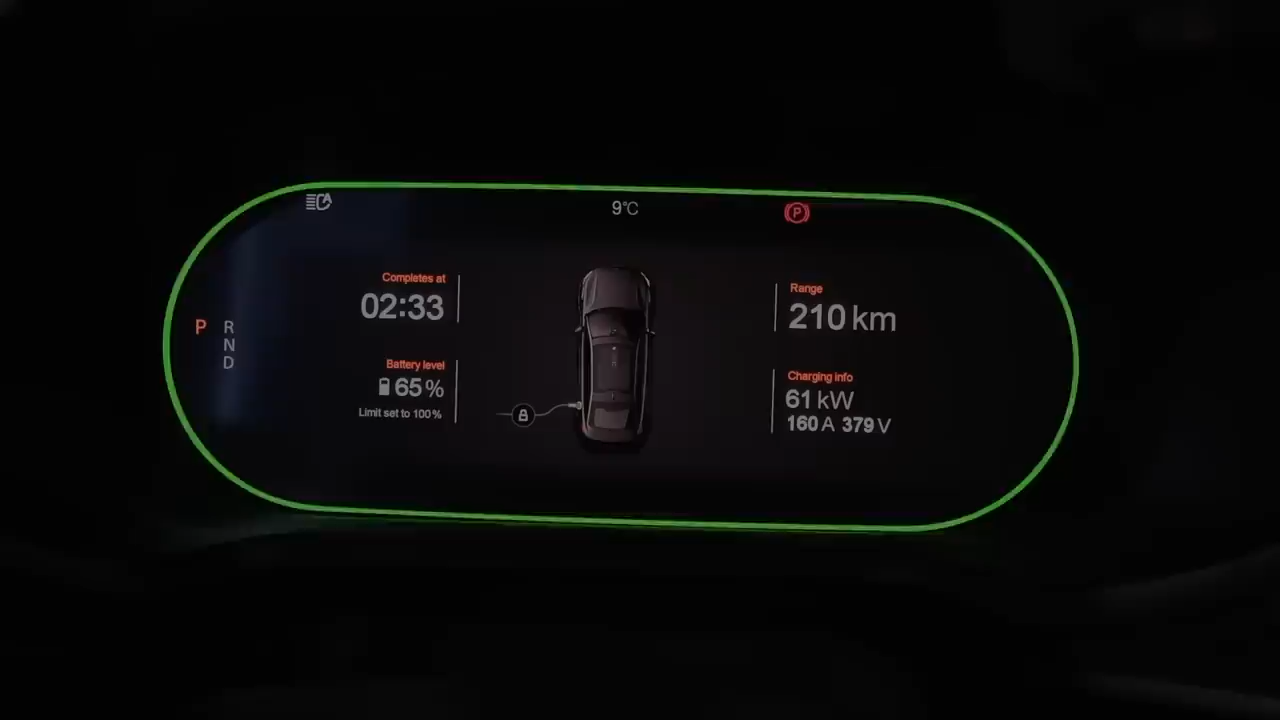 9°C
P
P
R
N
D
Completes at
02:33
Battery level
65%
Limit set to 100%
Range
210 km
Charging info
61 kW
160 A 379 V